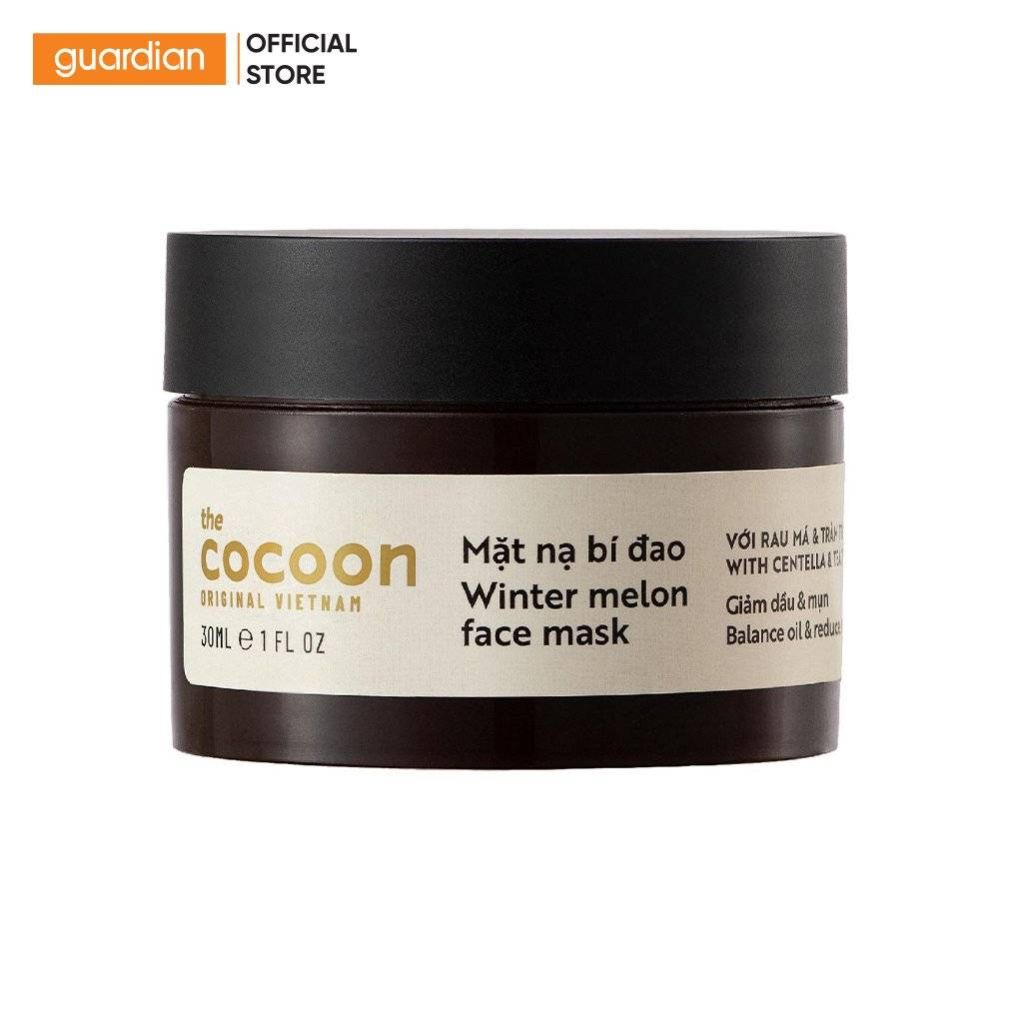 guardian
OFFICIAL
STORE
the
cocoon
ORIGINAL VIETNAM
30ML ℮ 1 FL OZ
Mặt nạ bí đao
Winter melon
face mask
VỚI RAU MÁ & TRÀM
WITH CENTELLA &
Giảm dầu & mụn
Balance oil & reduce